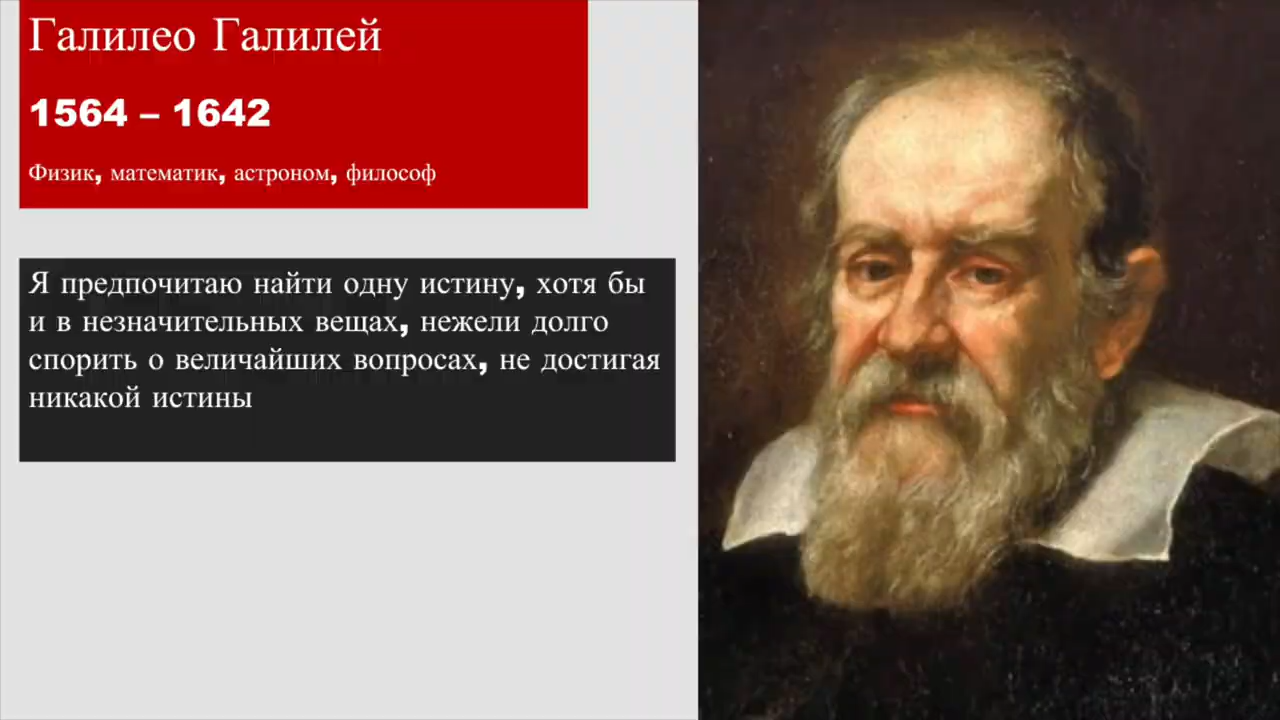 Галилео Галилей
1564 – 1642
Физик, математик, астроном, философ
Я предпочитаю найти одну истину, хотя бы
и в незначительных вещах, нежели долго
спорить о величайших вопросах, не достигая
никакой истины